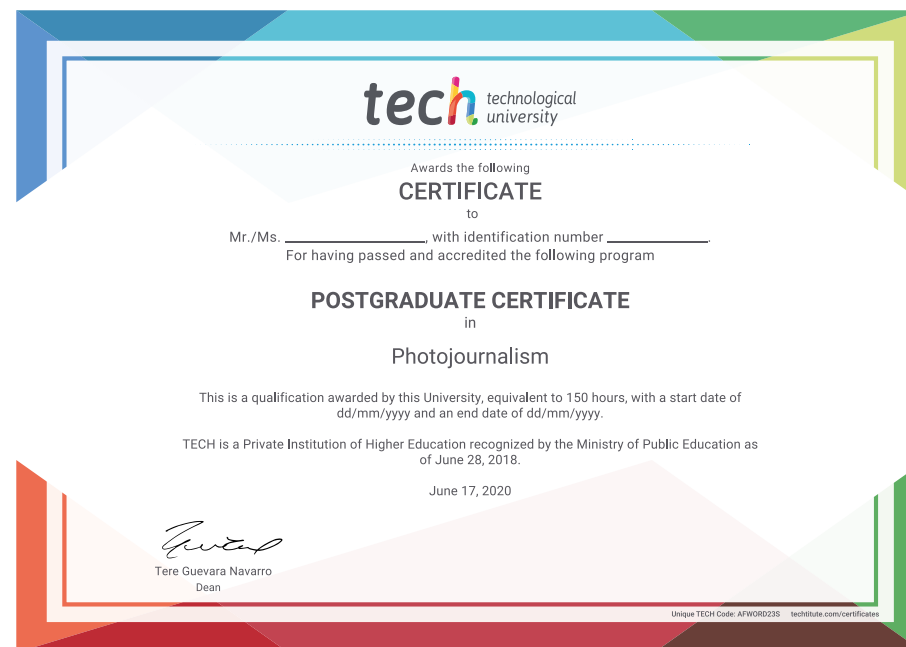 tech technological
university
Awards the following
CERTIFICATE
to
Mr./Ms. ____________________, with identification number ______________.
For having passed and accredited the following program
POSTGRADUATE CERTIFICATE
in
Photojournalism
This is a qualification awarded by this University, equivalent to 150 hours, with a start date of
dd/mm/yyyy and an end date of dd/mm/yyyy.
TECH is a Private Institution of Higher Education recognized by the Ministry of Public Education as
of June 28, 2018.
June 17, 2020
Tere Guevara Navarro
Dean
Unique TECH Code: AFWORD23S techtitute.com/certificates